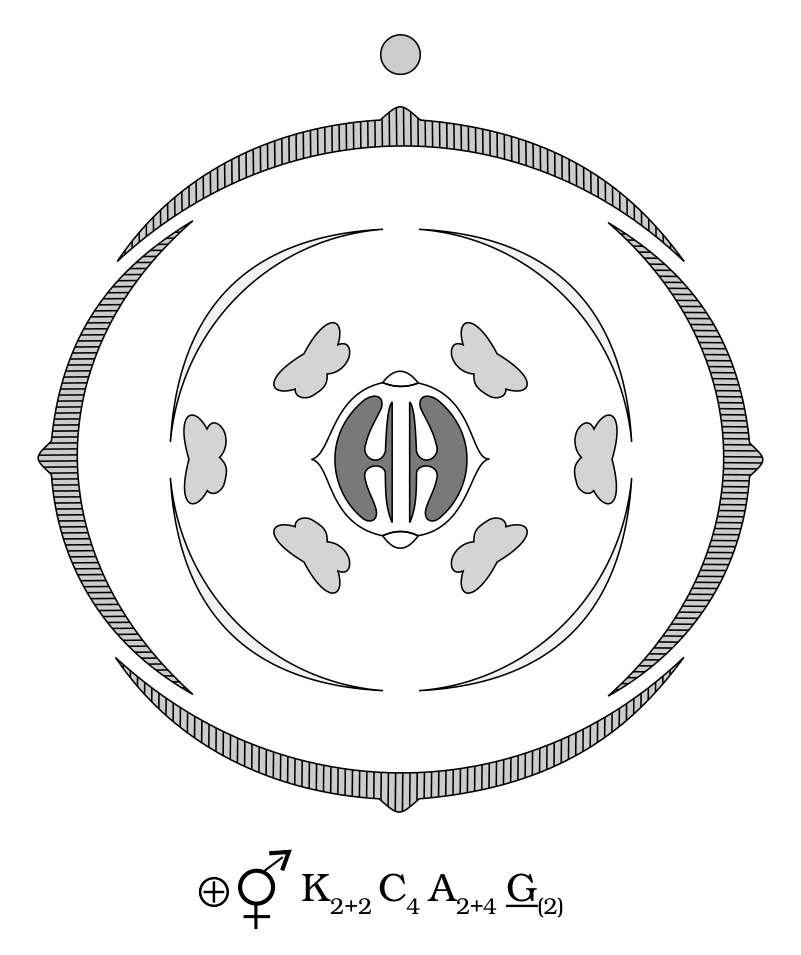 ⊕ ⚥ K₂₊₂ C₄ A₂₊₄ G̲₍₂₎